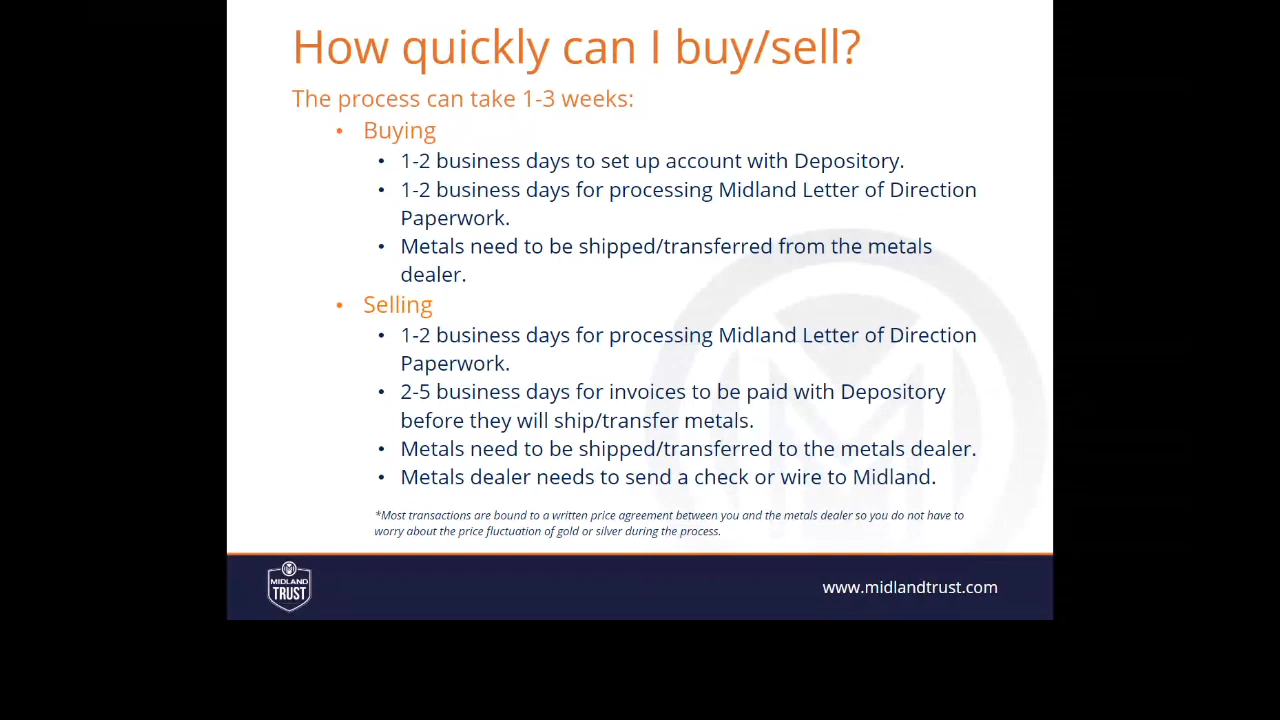 How quickly can I buy/sell?
The process can take 1-3 weeks:
• Buying
• 1-2 business days to set up account with Depository.
• 1-2 business days for processing Midland Letter of Direction
Paperwork.
• Metals need to be shipped/transferred from the metals
dealer.
• Selling
• 1-2 business days for processing Midland Letter of Direction
Paperwork.
• 2-5 business days for invoices to be paid with Depository
before they will ship/transfer metals.
• Metals need to be shipped/transferred to the metals dealer.
• Metals dealer needs to send a check or wire to Midland.
*Most transactions are bound to a written price agreement between you and the metals dealer so you do not have to
worry about the price fluctuation of gold or silver during the process.
MIDLAND
TRUST
www.midlandtrust.com